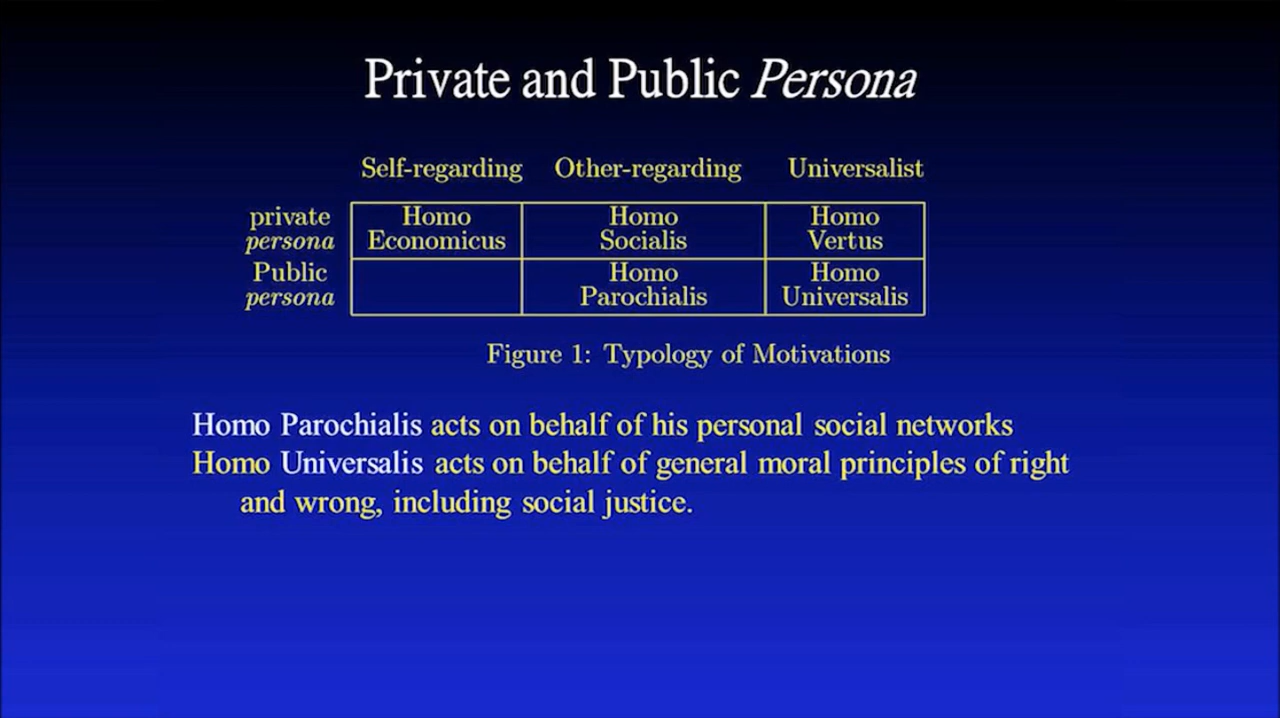 Private and Public Persona
Self-regarding Other-regarding Universalist
private Homo Homo Homo
persona Economicus Socialis Vertus
Public Homo Homo
persona Parochialis Universalis
Figure 1: Typology of Motivations
Homo Parochialis acts on behalf of his personal social networks
Homo Universalis acts on behalf of general moral principles of right
and wrong, including social justice.